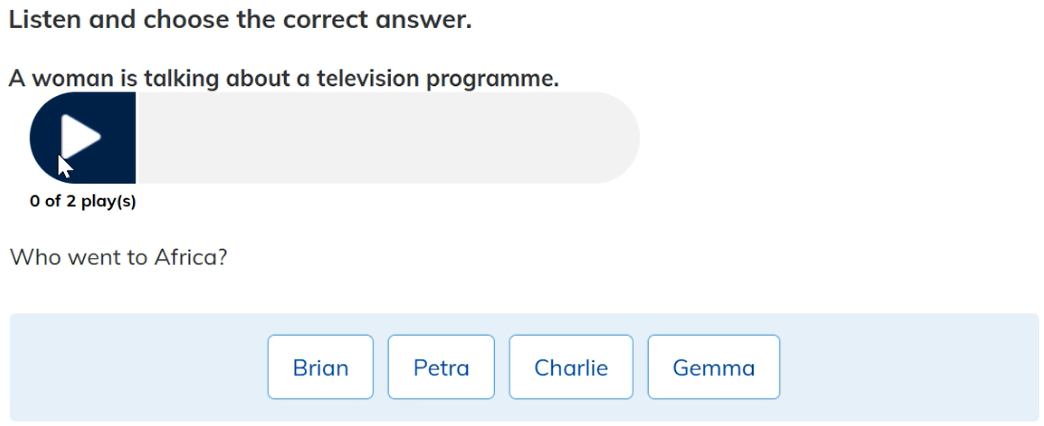 Listen and choose the correct answer.
A woman is talking about a television programme.
0 of 2 play(s)
Who went to Africa?
Brian Petra Charlie Gemma